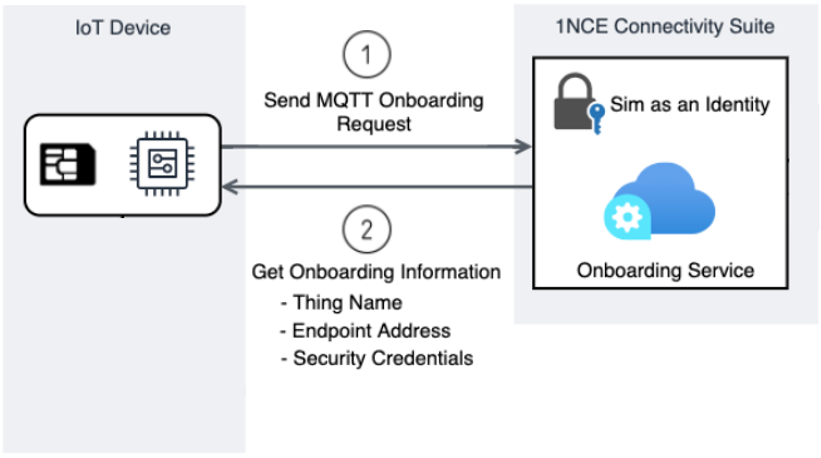 IoT Device
1NCE Connectivity Suite
1
Send MQTT Onboarding
Request
Sim as an Identity
2
Get Onboarding Information
- Thing Name
- Endpoint Address
- Security Credentials
Onboarding Service